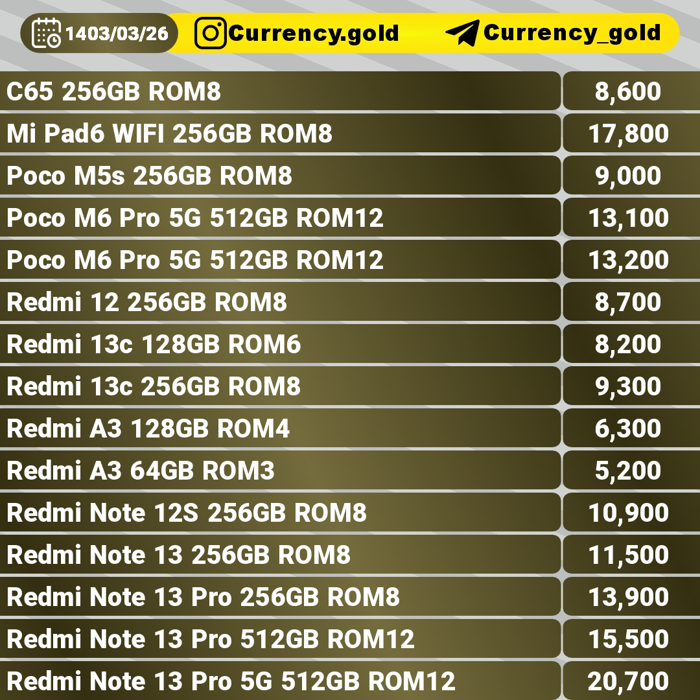 1403/03/26 Currency.gold Currency_gold
C65 256GB ROM8 8,600
Mi Pad6 WIFI 256GB ROM8 17,800
Poco M5s 256GB ROM8 9,000
Poco M6 Pro 5G 512GB ROM12 13,100
Poco M6 Pro 5G 512GB ROM12 13,200
Redmi 12 256GB ROM8 8,700
Redmi 13c 128GB ROM6 8,200
Redmi 13c 256GB ROM8 9,300
Redmi A3 128GB ROM4 6,300
Redmi A3 64GB ROM3 5,200
Redmi Note 12S 256GB ROM8 10,900
Redmi Note 13 256GB ROM8 11,500
Redmi Note 13 Pro 256GB ROM8 13,900
Redmi Note 13 Pro 512GB ROM12 15,500
Redmi Note 13 Pro 5G 512GB ROM12 20,700